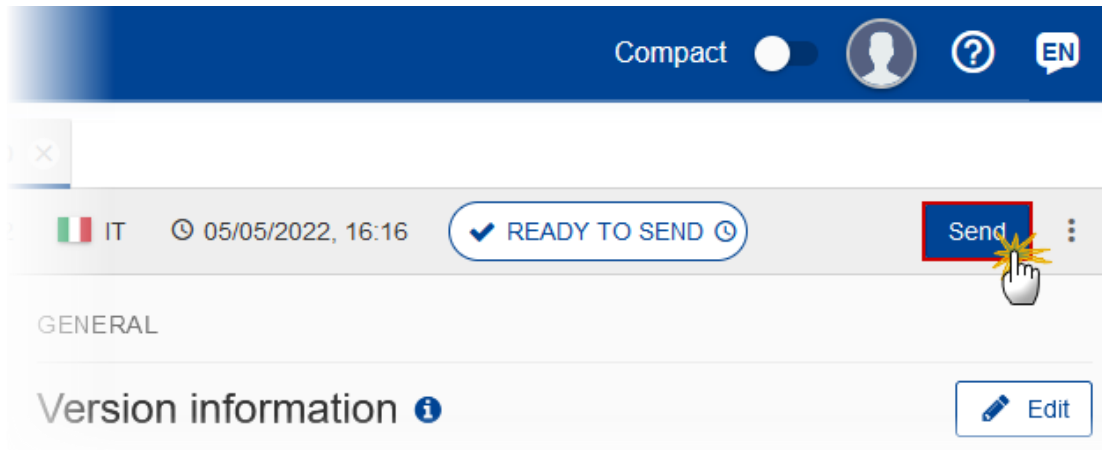 Compact EN
IT 05/05/2022, 16:16 READY TO SEND Send
GENERAL
Version information Edit